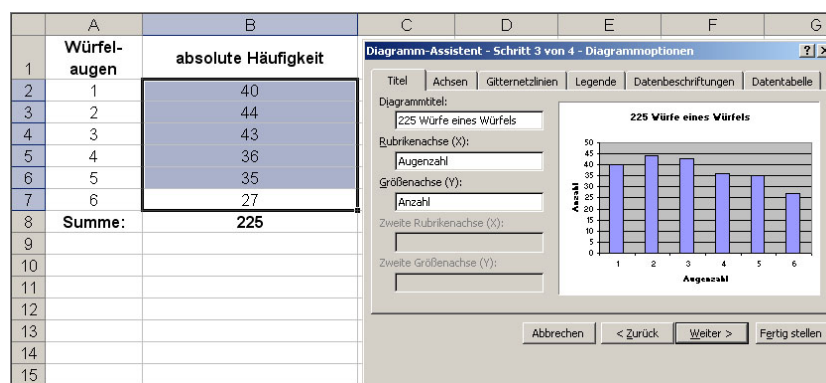 A B C D E F G
1 Würfel-augen absolute Häufigkeit
2 1 40
3 2 44
4 3 43
5 4 36
6 5 35
7 6 27
8 Summe: 225
9
10
11
12
13
14
15
Diagramm-Assistent - Schritt 3 von 4 - Diagrammoptionen
Titel Achsen Gitternetzlinien Legende Datenbeschriftungen Datentabelle
Diagrammtitel:
225 Würfe eines Würfels
Rubrikenachse (X):
Augenzahl
Größenachse (Y):
Anzahl
Zweite Rubrikenachse (X):
Zweite Größenachse (Y):
225 Würfe eines Würfels
Anzahl
50
45
40
35
30
25
20
15
10
5
0
1 2 3 4 5 6
Augenzahl
Abbrechen < Zurück Weiter > Fertig stellen